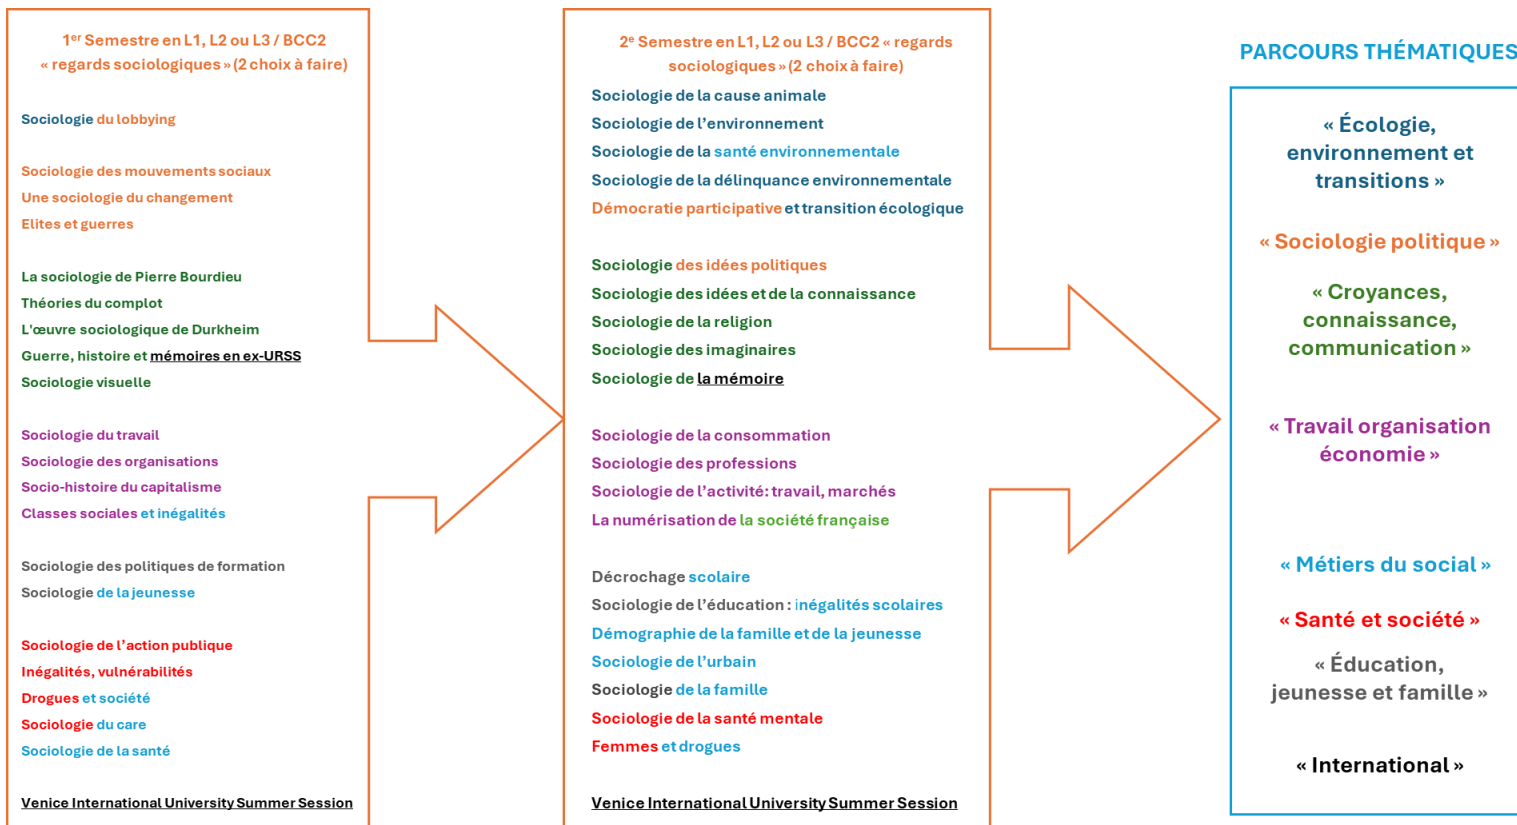 1er Semestre en L1, L2 ou L3 / BCC2
« regards sociologiques » (2 choix à faire)
Sociologie du lobbying
Sociologie des mouvements sociaux
Une sociologie du changement
Elites et guerres
La sociologie de Pierre Bourdieu
Théories du complot
L'œuvre sociologique de Durkheim
Guerre, histoire et mémoires en ex-URSS
Sociologie visuelle
Sociologie du travail
Sociologie des organisations
Socio-histoire du capitalisme
Classes sociales et inégalités
Sociologie des politiques de formation
Sociologie de la jeunesse
Sociologie de l’action publique
Inégalités, vulnérabilités
Drogues et société
Sociologie du care
Sociologie de la santé
Venice International University Summer Session
2e Semestre en L1, L2 ou L3 / BCC2 « regards
sociologiques » (2 choix à faire)
Sociologie de la cause animale
Sociologie de l’environnement
Sociologie de la santé environnementale
Sociologie de la délinquance environnementale
Démocratie participative et transition écologique
Sociologie des idées politiques
Sociologie des idées et de la connaissance
Sociologie de la religion
Sociologie des imaginaires
Sociologie de la mémoire
Sociologie de la consommation
Sociologie des professions
Sociologie de l’activité: travail, marchés
La numérisation de la société française
Décrochage scolaire
Sociologie de l’éducation : inégalités scolaires
Démographie de la famille et de la jeunesse
Sociologie de l’urbain
Sociologie de la famille
Sociologie de la santé mentale
Femmes et drogues
Venice International University Summer Session
PARCOURS THÉMATIQUES
« Écologie,
environnement et
transitions »
« Sociologie politique »
« Croyances,
connaissance,
communication »
« Travail organisation
économie »
« Métiers du social »
« Santé et société »
« Éducation,
jeunesse et famille »
« International »